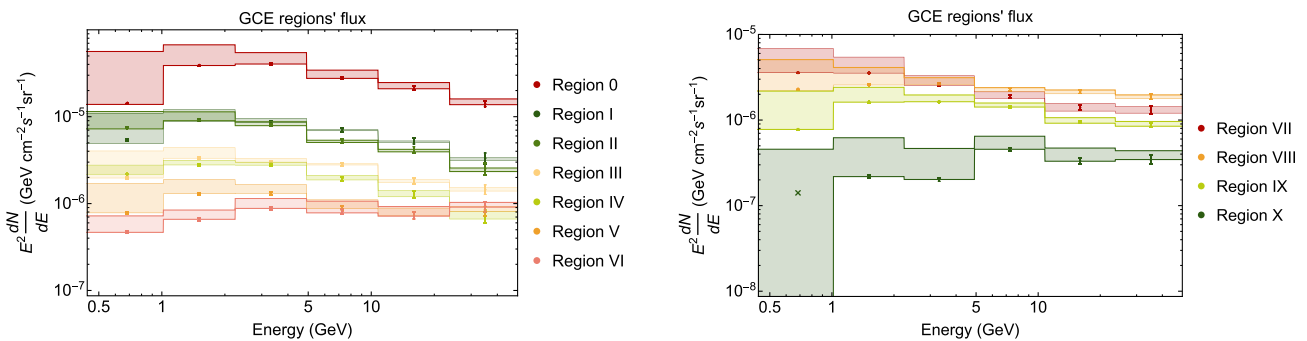 GCE regions' flux
10⁻⁵
10⁻⁶
10⁻⁷
E² dN/dE (GeV cm⁻² s⁻¹ sr⁻¹)
0.5 1 5 10
Energy (GeV)
Region 0
Region I
Region II
Region III
Region IV
Region V
Region VI
GCE regions' flux
10⁻⁵
10⁻⁶
10⁻⁷
10⁻⁸
E² dN/dE (GeV cm⁻² s⁻¹ sr⁻¹)
0.5 1 5 10
Energy (GeV)
Region VII
Region VIII
Region IX
Region X